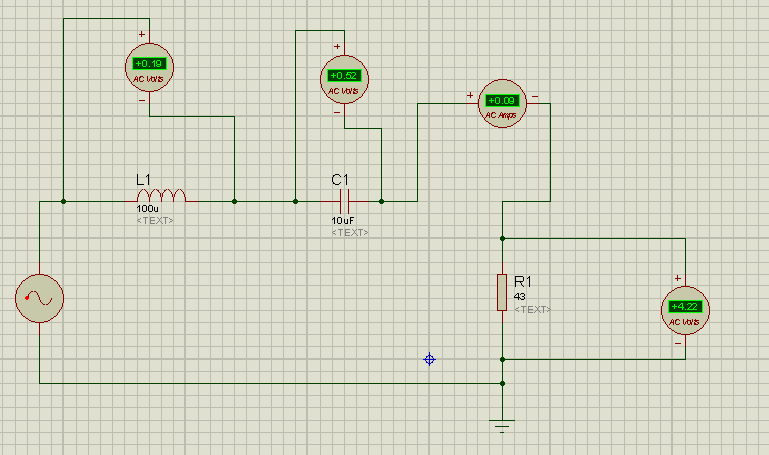 +
+0.19
AC Volts
−
+
+0.52
AC Volts
−
+
+0.09
AC Amps
−
L1
100u
<TEXT>
C1
10uF
<TEXT>
R1
43
<TEXT>
+
+4.22
AC Volts
−